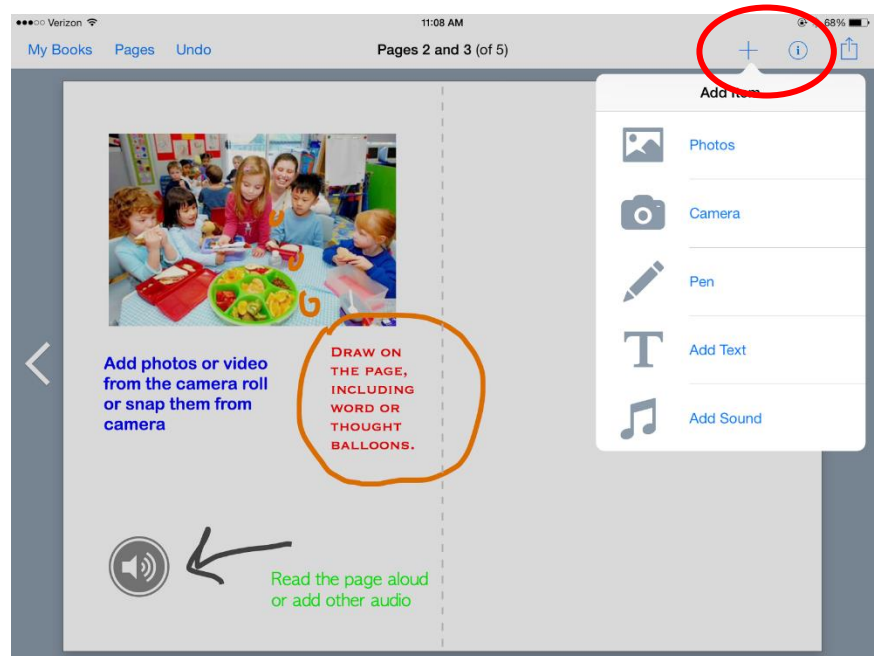 Verizon 11:08 AM 68%
My Books Pages Undo Pages 2 and 3 (of 5)
Add Item
Photos
Camera
Pen
Add Text
Add Sound
Add photos or video
from the camera roll
or snap them from
camera
DRAW ON
THE PAGE,
INCLUDING
WORD OR
THOUGHT
BALLOONS.
Read the page aloud
or add other audio